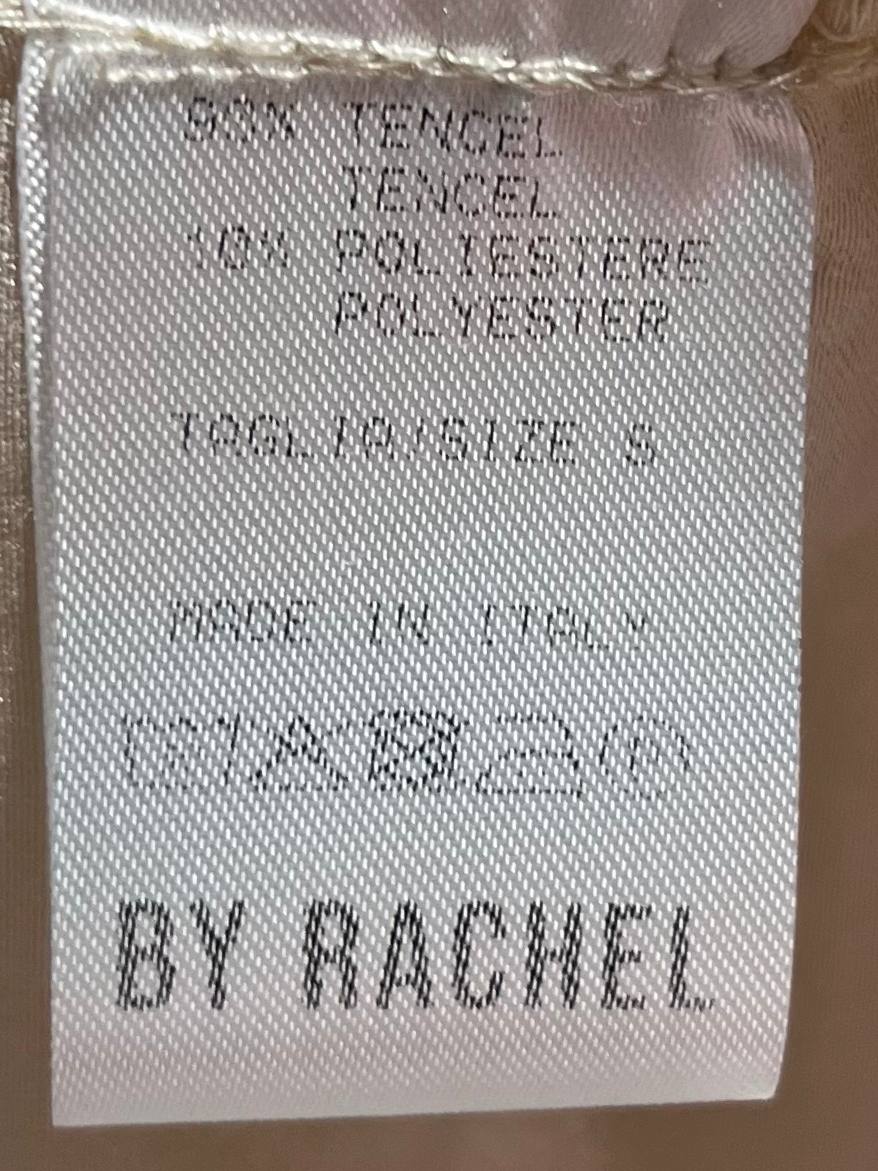 90% TENCEL
TENCEL
10% POLIESTERE
POLYESTER
TAGLIA/SIZE S
MADE IN ITALY
P
BY RACHEL